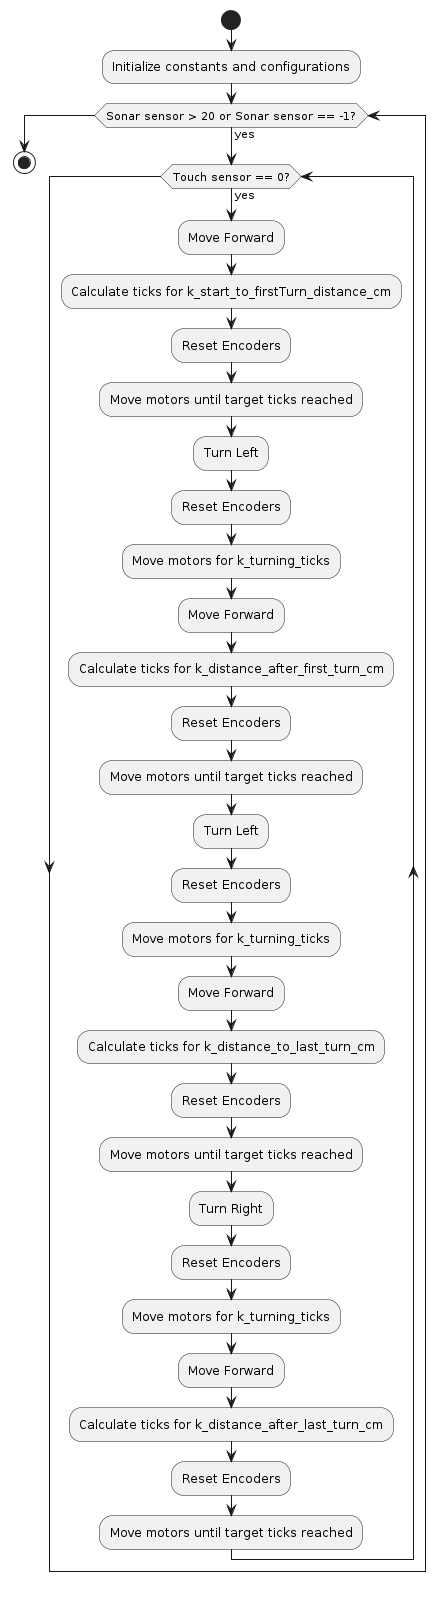 Initialize constants and configurations
Sonar sensor > 20 or Sonar sensor == -1?
yes
Touch sensor == 0?
yes
Move Forward
Calculate ticks for k_start_to_firstTurn_distance_cm
Reset Encoders
Move motors until target ticks reached
Turn Left
Reset Encoders
Move motors for k_turning_ticks
Move Forward
Calculate ticks for k_distance_after_first_turn_cm
Reset Encoders
Move motors until target ticks reached
Turn Left
Reset Encoders
Move motors for k_turning_ticks
Move Forward
Calculate ticks for k_distance_to_last_turn_cm
Reset Encoders
Move motors until target ticks reached
Turn Right
Reset Encoders
Move motors for k_turning_ticks
Move Forward
Calculate ticks for k_distance_after_last_turn_cm
Reset Encoders
Move motors until target ticks reached